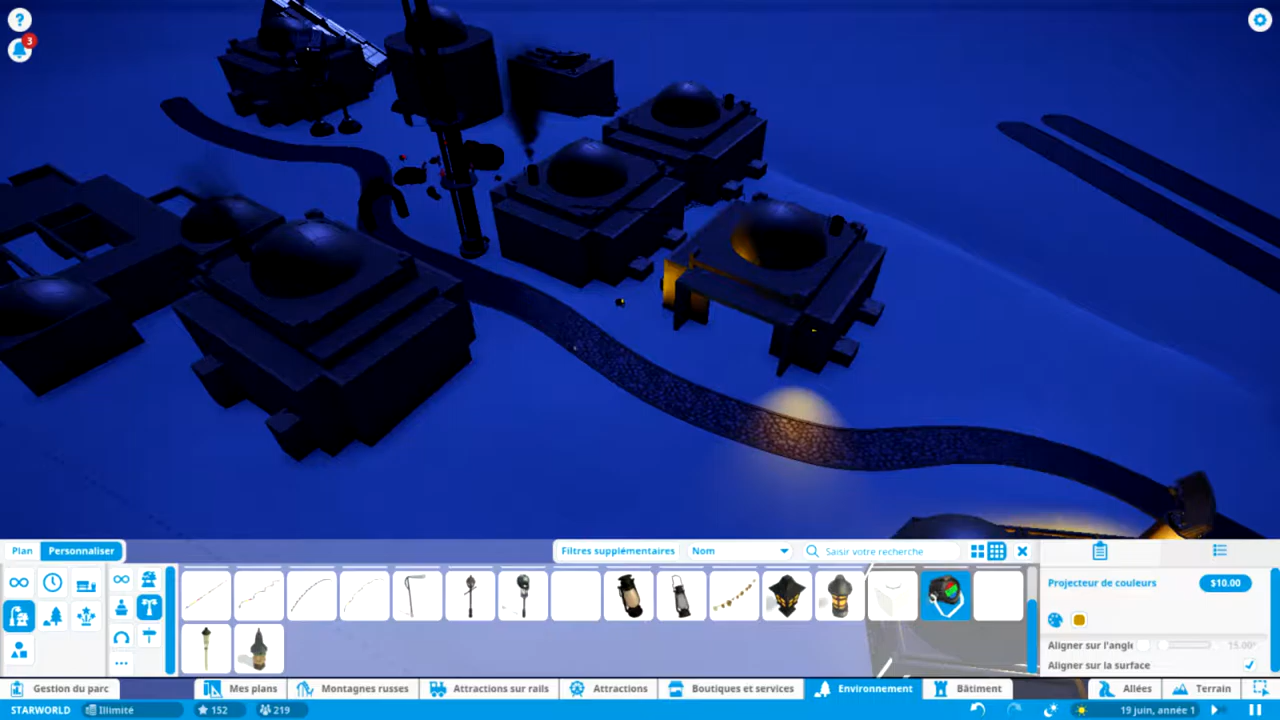 ?
3
Plan
Personnaliser
Filtres supplémentaires
Nom
Saisir votre recherche
Projecteur de couleurs
$10.00
Aligner sur l'angle
15.00°
Aligner sur la surface
Gestion du parc
Mes plans
Montagnes russes
Attractions sur rails
Attractions
Boutiques et services
Environnement
Bâtiment
Allées
Terrain
STARWORLD
Illimité
152
219
19 juin, année 1